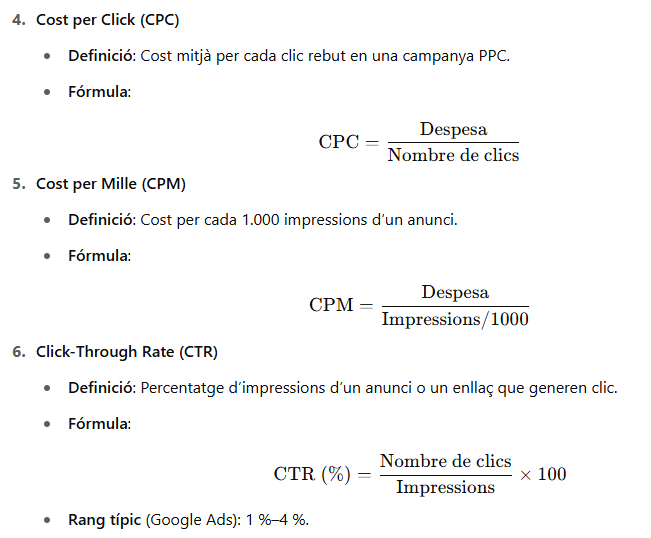 4. Cost per Click (CPC)
• Definició: Cost mitjà per cada clic rebut en una campanya PPC.
• Fórmula:
CPC = Despesa / Nombre de clics
5. Cost per Mille (CPM)
• Definició: Cost per cada 1.000 impressions d’un anunci.
• Fórmula:
CPM = Despesa / Impressions/1000
6. Click-Through Rate (CTR)
• Definició: Percentatge d’impressions d’un anunci o un enllaç que generen clic.
• Fórmula:
CTR (%) = Nombre de clics / Impressions × 100
• Rang típic (Google Ads): 1 %–4 %.